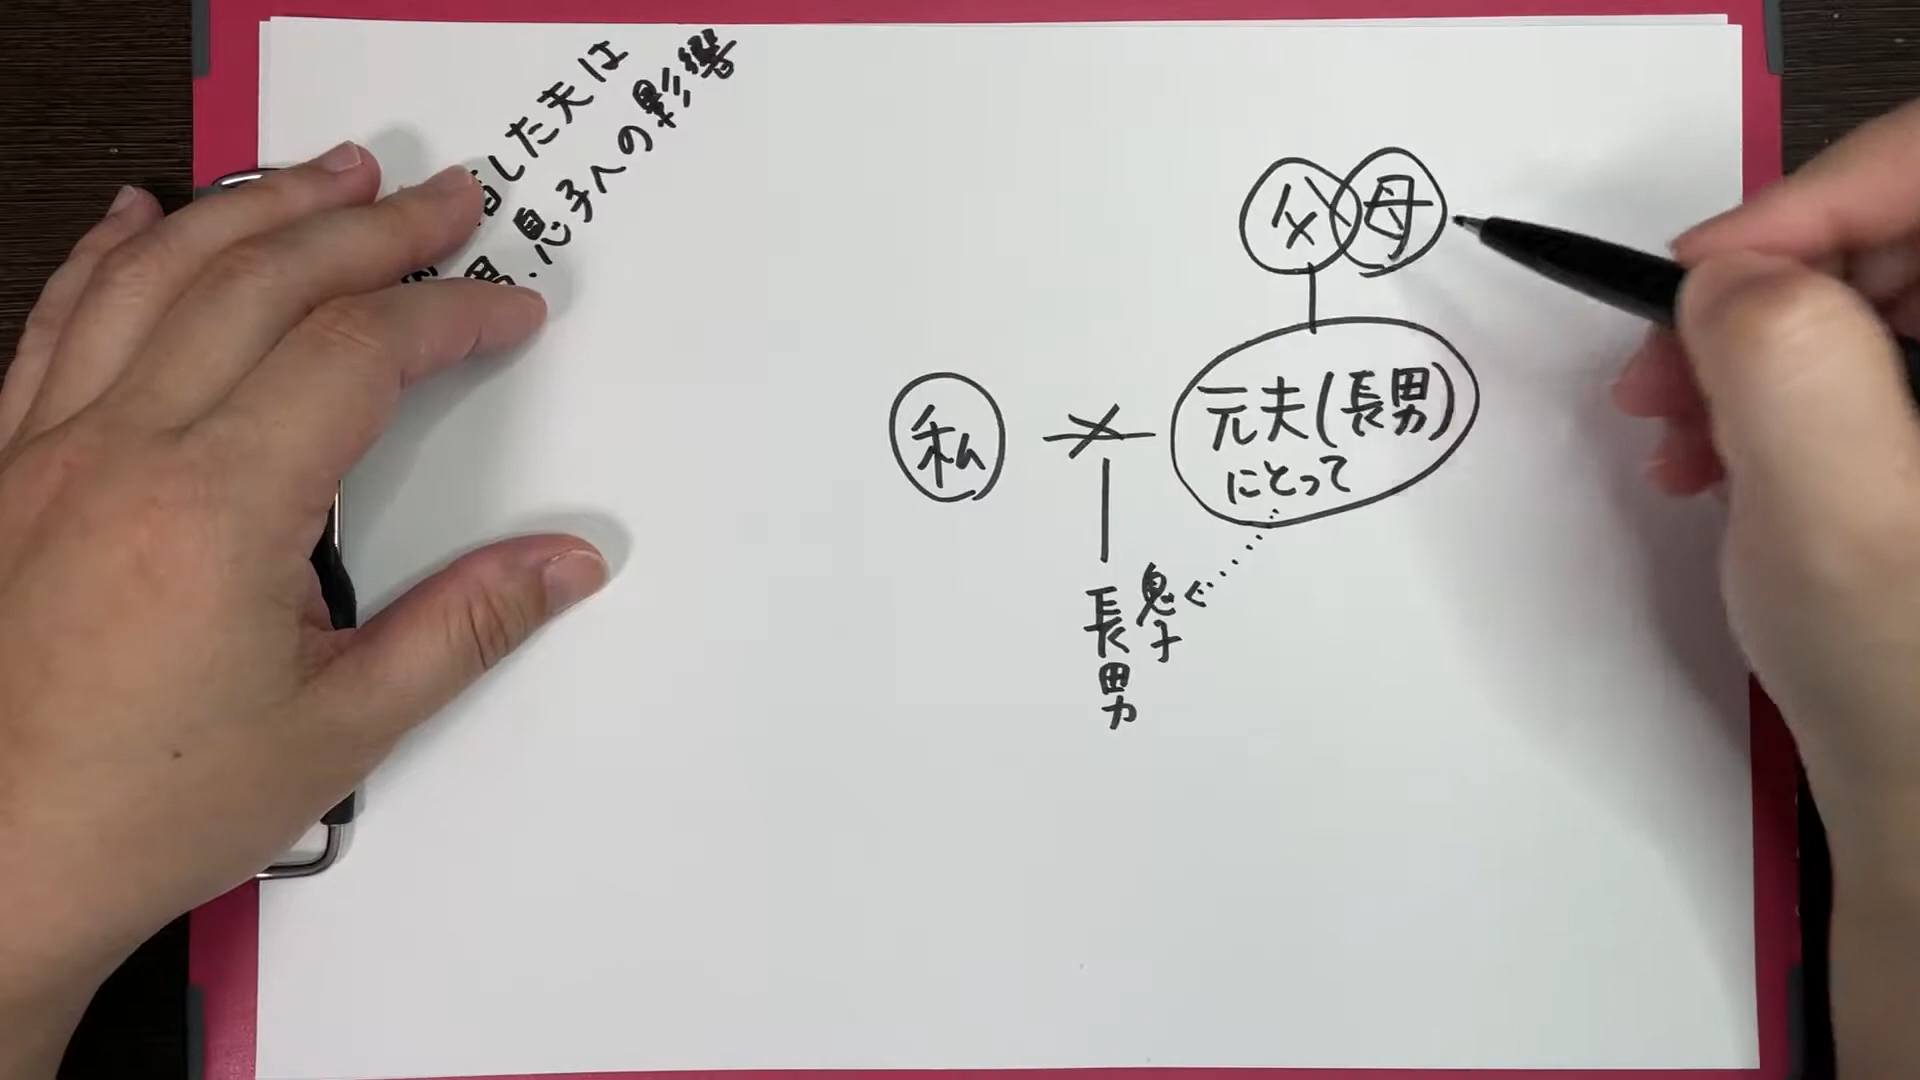 した夫は
男、息子への影響
父 母
元夫(長男)
にとって
私
息子
長男